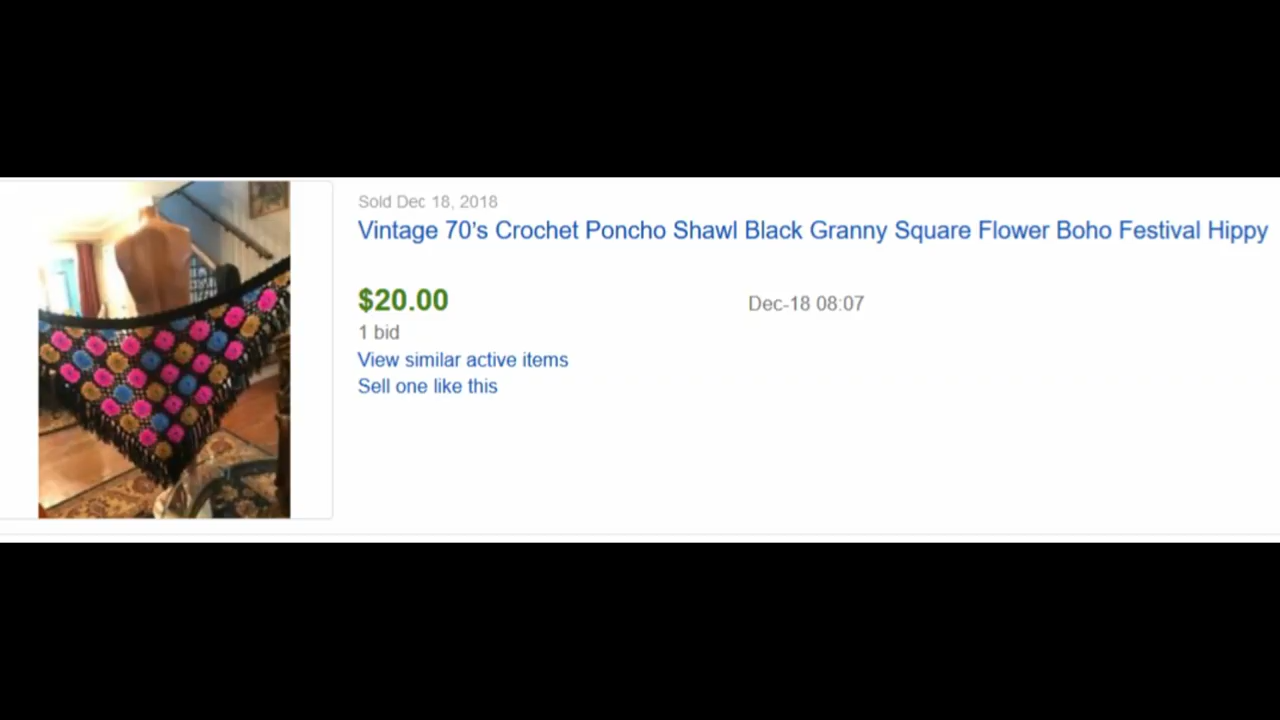 Sold Dec 18, 2018
Vintage 70's Crochet Poncho Shawl Black Granny Square Flower Boho Festival Hippy
$20.00
Dec-18 08:07
1 bid
View similar active items
Sell one like this